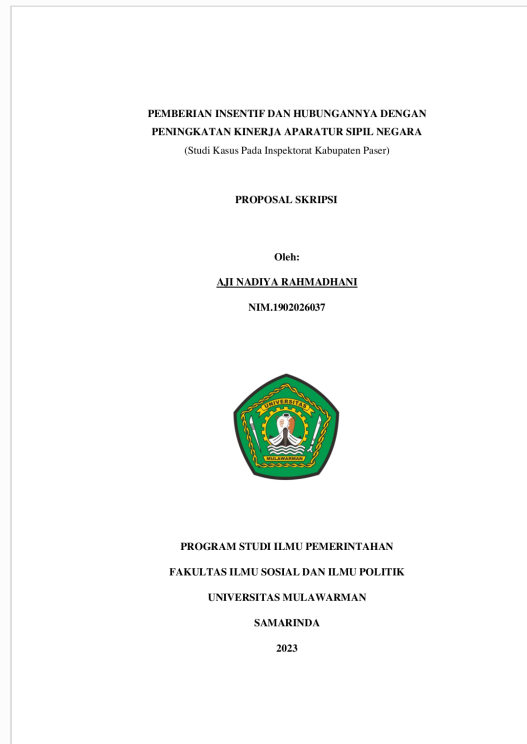 PEMBERIAN INSENTIF DAN HUBUNGANNYA DENGAN
PENINGKATAN KINERJA APARATUR SIPIL NEGARA
(Studi Kasus Pada Inspektorat Kabupaten Paser)
PROPOSAL SKRIPSI
Oleh:
AJI NADIYA RAHMADHANI
NIM.1902026037
UNIVERSITAS
MULAWARMAN
PROGRAM STUDI ILMU PEMERINTAHAN
FAKULTAS ILMU SOSIAL DAN ILMU POLITIK
UNIVERSITAS MULAWARMAN
SAMARINDA
2023